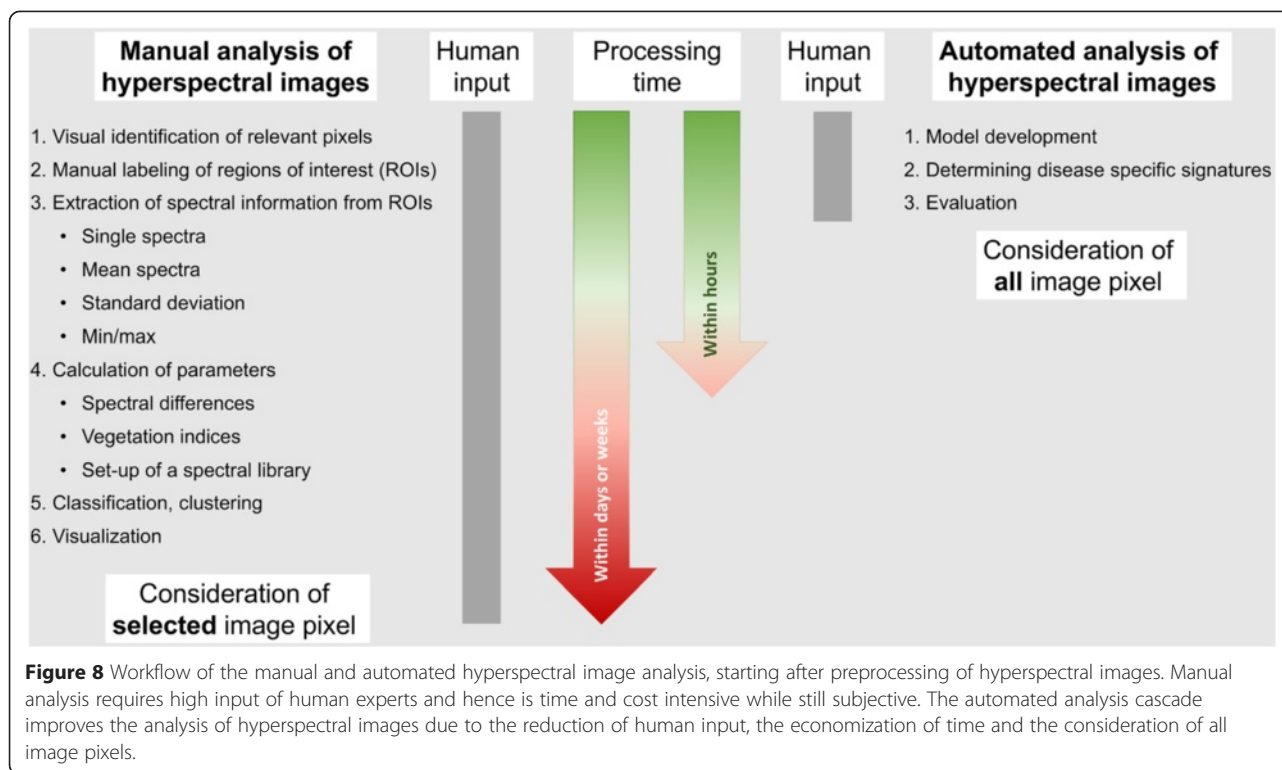 Manual analysis of
hyperspectral images
Human
input
Processing
time
Human
input
Automated analysis of
hyperspectral images
1. Visual identification of relevant pixels
2. Manual labeling of regions of interest (ROIs)
3. Extraction of spectral information from ROIs
• Single spectra
• Mean spectra
• Standard deviation
• Min/max
4. Calculation of parameters
• Spectral differences
• Vegetation indices
• Set-up of a spectral library
5. Classification, clustering
6. Visualization
Consideration of
selected image pixel
Within days or weeks
Within hours
1. Model development
2. Determining disease specific signatures
3. Evaluation
Consideration of
all image pixel
Figure 8 Workflow of the manual and automated hyperspectral image analysis, starting after preprocessing of hyperspectral images. Manual
analysis requires high input of human experts and hence is time and cost intensive while still subjective. The automated analysis cascade
improves the analysis of hyperspectral images due to the reduction of human input, the economization of time and the consideration of all
image pixels.